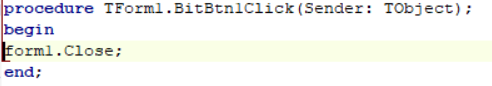 procedure TForm1.BitBtn1Click(Sender: TObject);
begin
form1.Close;
end;